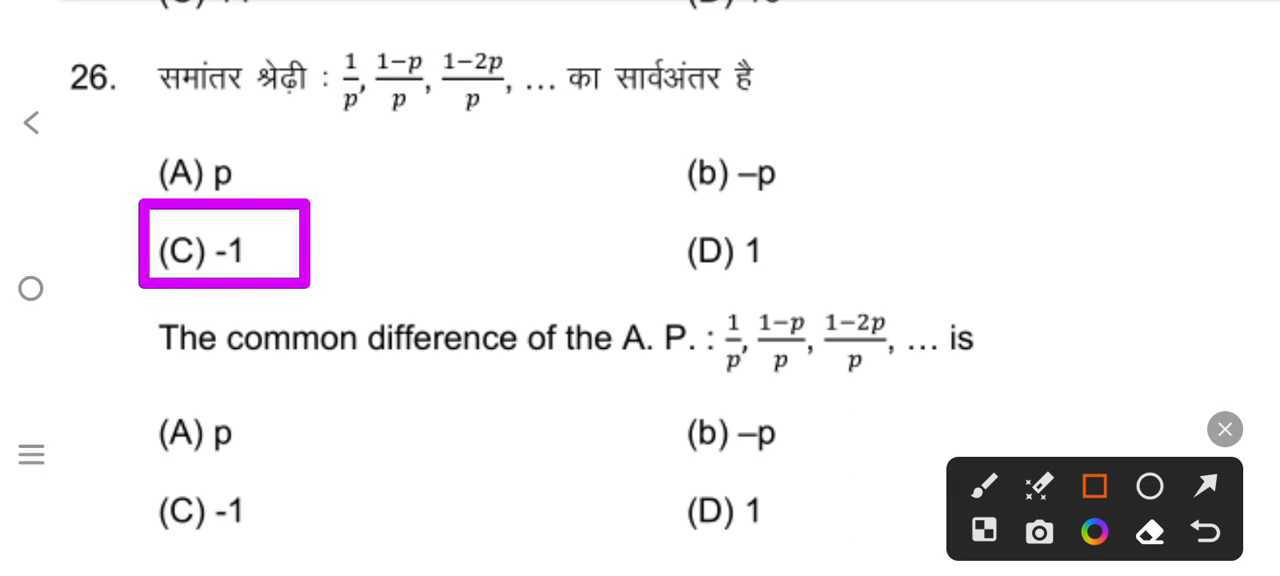 26. समांतर श्रेढ़ी : 1/p, 1−p/p, 1−2p/p, ... का सार्वअंतर है
(A) p (b) –p
(C) -1 (D) 1
The common difference of the A. P. : 1/p, 1−p/p, 1−2p/p, ... is
(A) p (b) –p
(C) -1 (D) 1